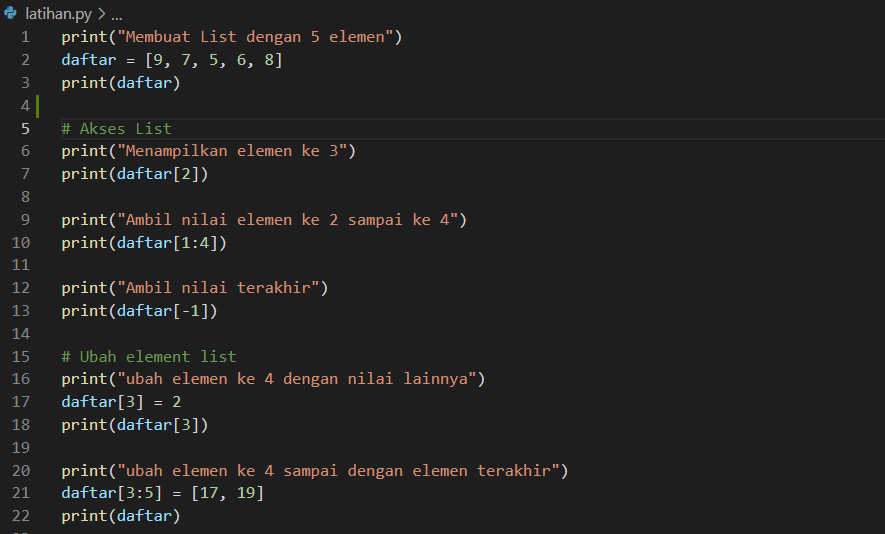 latihan.py > ...
1 print("Membuat List dengan 5 elemen")
2 daftar = [9, 7, 5, 6, 8]
3 print(daftar)
4
5 # Akses List
6 print("Menampilkan elemen ke 3")
7 print(daftar[2])
8
9 print("Ambil nilai elemen ke 2 sampai ke 4")
10 print(daftar[1:4])
11
12 print("Ambil nilai terakhir")
13 print(daftar[-1])
14
15 # Ubah element list
16 print("ubah elemen ke 4 dengan nilai lainnya")
17 daftar[3] = 2
18 print(daftar[3])
19
20 print("ubah elemen ke 4 sampai dengan elemen terakhir")
21 daftar[3:5] = [17, 19]
22 print(daftar)